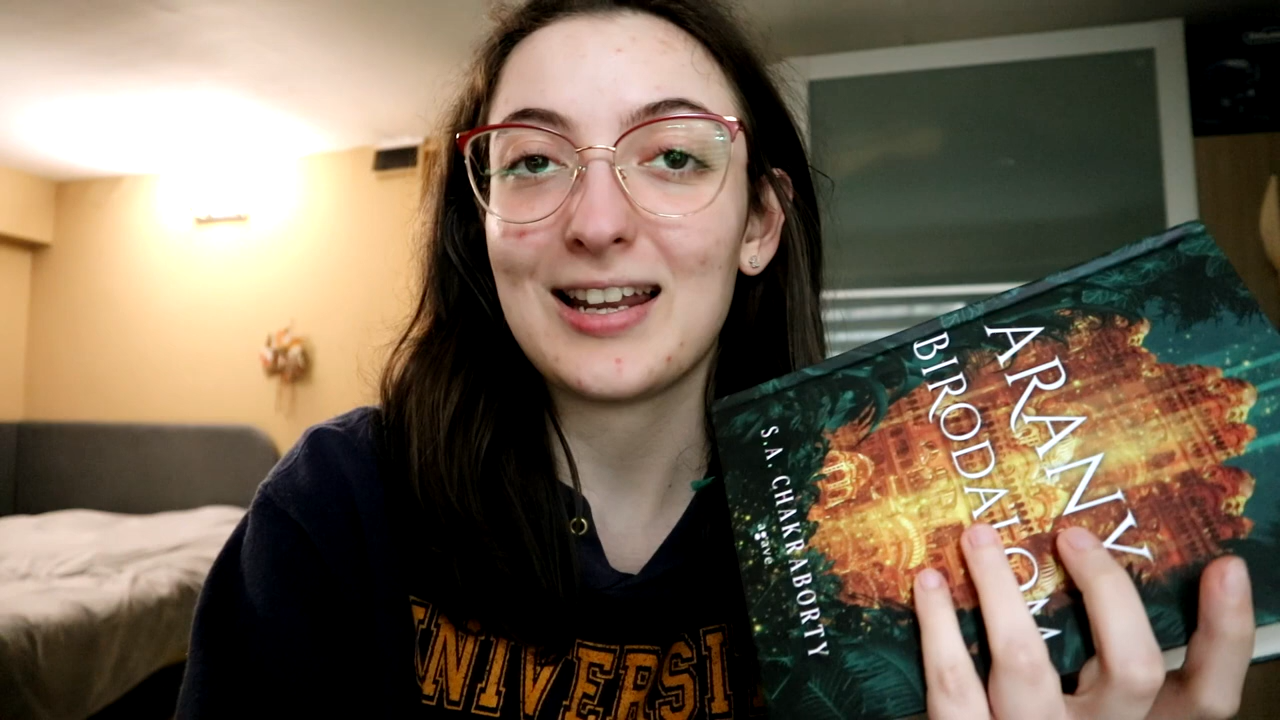 ARANY
BIRODALOM
S.A. CHAKRABORTY
agave
UNIVERSI